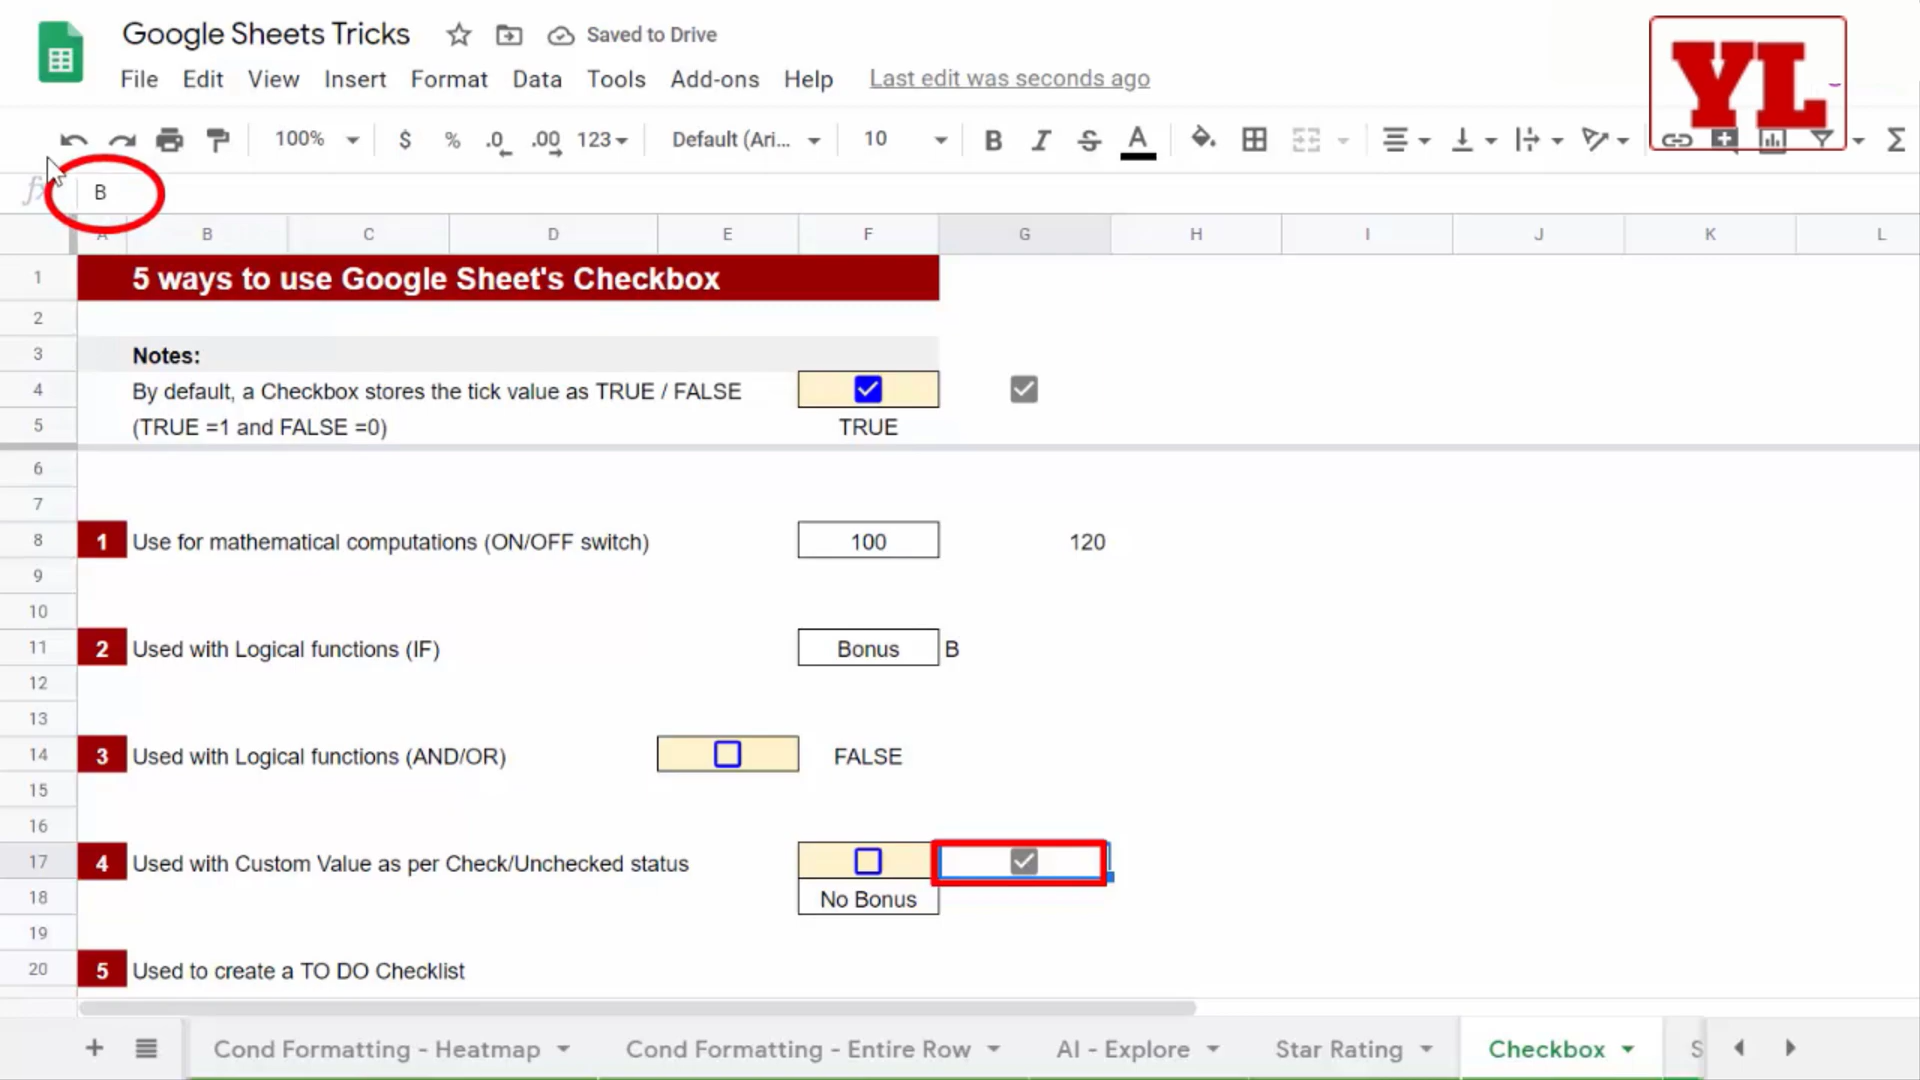 Google Sheets Tricks Saved to Drive
File Edit View Insert Format Data Tools Add-ons Help Last edit was seconds ago
YL
100% $ % .0 .00 123 Default (Ari... 10 B I S A Σ
fx B
A B C D E F G H I J K L
1 5 ways to use Google Sheet's Checkbox
2
3 Notes:
4 By default, a Checkbox stores the tick value as TRUE / FALSE
5 (TRUE =1 and FALSE =0) TRUE
6
7
8 1 Use for mathematical computations (ON/OFF switch) 100 120
9
10
11 2 Used with Logical functions (IF) Bonus B
12
13
14 3 Used with Logical functions (AND/OR) FALSE
15
16
17 4 Used with Custom Value as per Check/Unchecked status
18 No Bonus
19
20 5 Used to create a TO DO Checklist
+ Cond Formatting - Heatmap Cond Formatting - Entire Row AI - Explore Star Rating Checkbox S